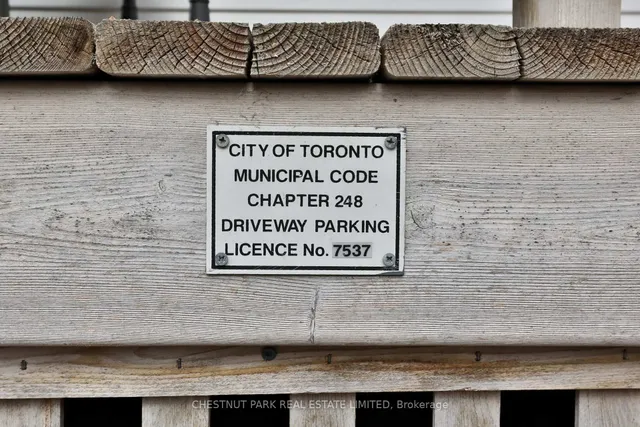 CITY OF TORONTO
MUNICIPAL CODE
CHAPTER 248
DRIVEWAY PARKING
LICENCE No. 7537
CHESTNUT PARK REAL ESTATE LIMITED, Brokerage